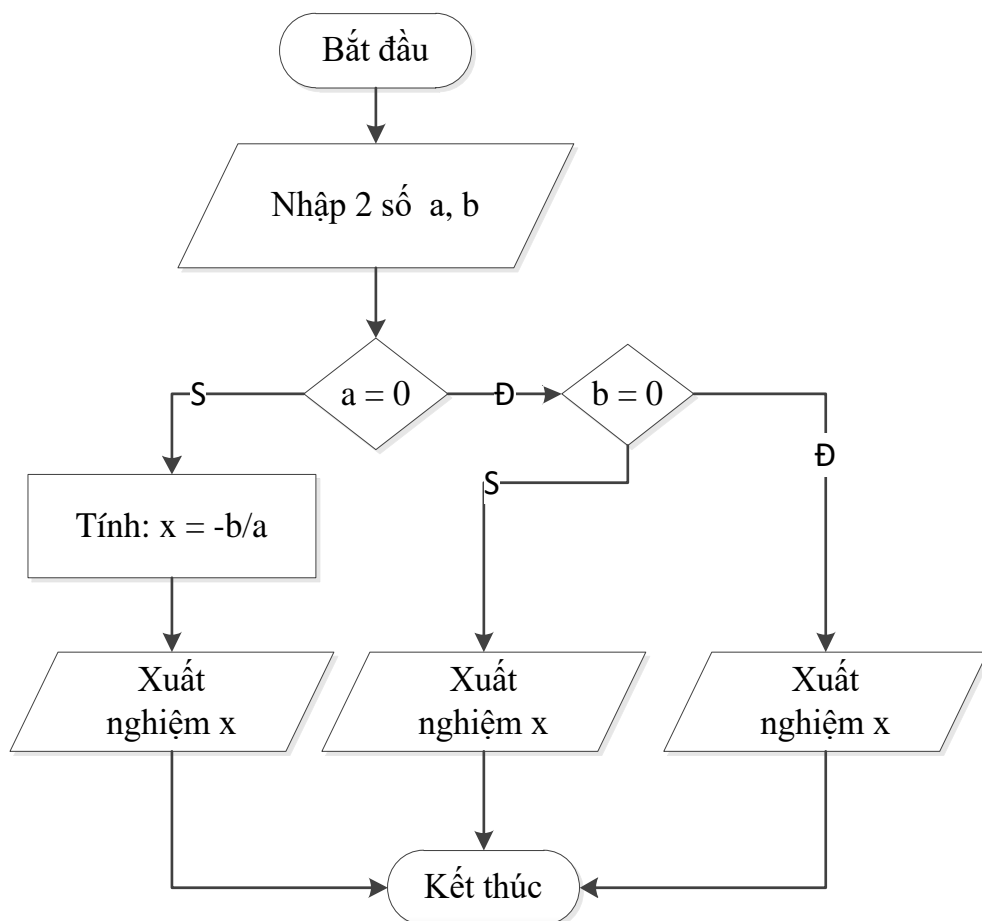 Bắt đầu
Nhập 2 số a, b
S
a = 0
Đ
b = 0
Đ
S
Tính: x = -b/a
Xuất
nghiệm x
Xuất
nghiệm x
Xuất
nghiệm x
Kết thúc